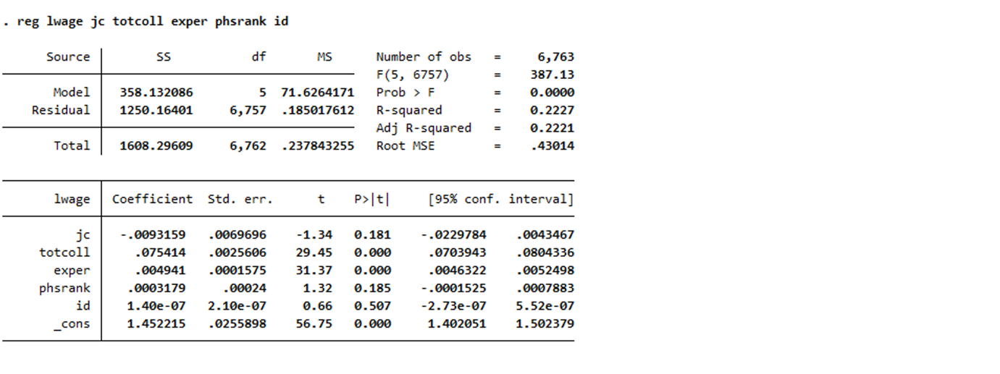 . reg lwage jc totcoll exper phsrank id
Source SS df MS Number of obs = 6,763
F(5, 6757) = 387.13
Model 358.132086 5 71.6264171 Prob > F = 0.0000
Residual 1250.16401 6,757 .185017612 R-squared = 0.2227
Adj R-squared = 0.2221
Total 1608.29609 6,762 .237843255 Root MSE = .43014
lwage Coefficient Std. err. t P>|t| [95% conf. interval]
jc -.0093159 .0069696 -1.34 0.181 -.0229784 .0043467
totcoll .075414 .0025606 29.45 0.000 .0703943 .0804336
exper .004941 .0001575 31.37 0.000 .0046322 .0052498
phsrank .0003179 .00024 1.32 0.185 -.0001525 .0007883
id 1.40e-07 2.10e-07 0.66 0.507 -2.73e-07 5.52e-07
_cons 1.452215 .0255898 56.75 0.000 1.402051 1.502379